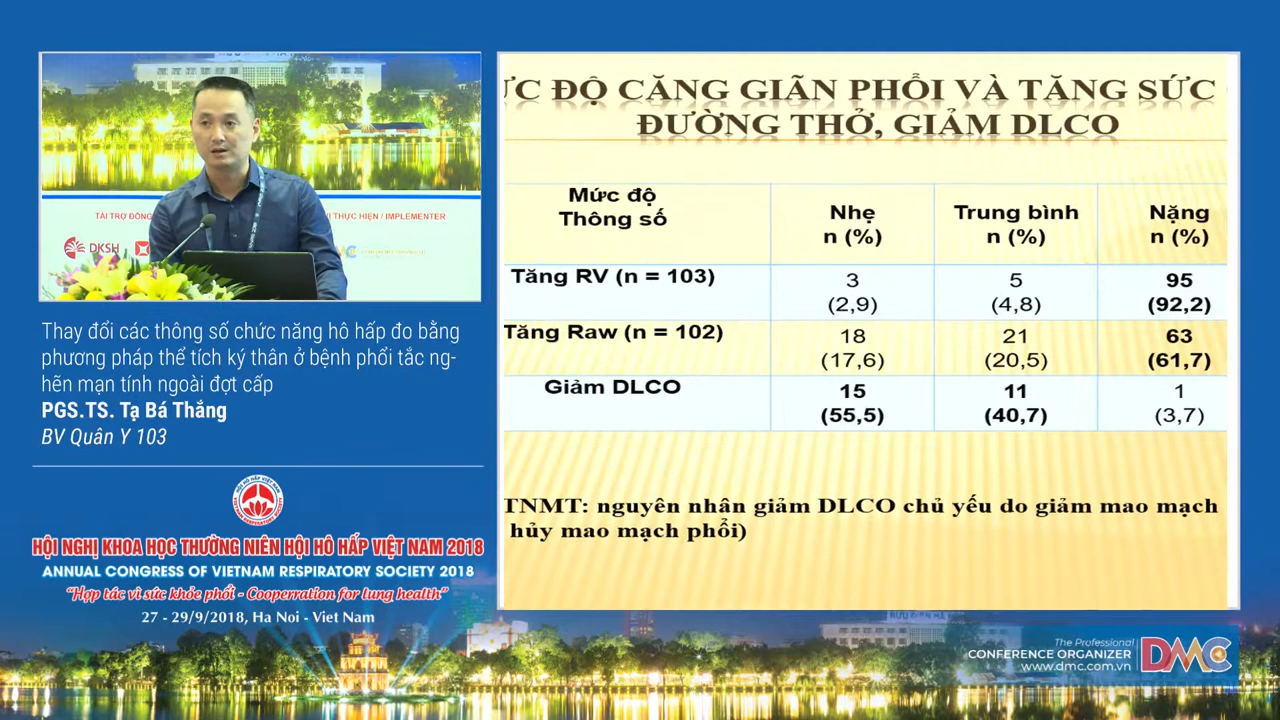 TÀI TRỢ ĐỒNG
THỰC HIỆN / IMPLEMENTER
DKSH
Thay đổi các thông số chức năng hô hấp đo bằng
phương pháp thể tích ký thân ở bệnh phổi tắc ng-
hẽn mạn tính ngoài đợt cấp
PGS.TS. Tạ Bá Thắng
BV Quân Y 103
HỘI HÔ HẤP VIỆT NAM
VIETNAM RESPIRATORY SOCIETY
HỘI NGHỊ KHOA HỌC THƯỜNG NIÊN HỘI HÔ HẤP VIỆT NAM 2018
ANNUAL CONGRESS OF VIETNAM RESPIRATORY SOCIETY 2018
"Hợp tác vì sức khỏe phổi - Cooperration for lung health"
27 - 29/9/2018, Ha Noi - Viet Nam
ỨC ĐỘ CĂNG GIÃN PHỔI VÀ TĂNG SỨC
ĐƯỜNG THỞ, GIẢM DLCO
Mức độ
Thông số
Nhẹ
n (%)
Trung bình
n (%)
Nặng
n (%)
Tăng RV (n = 103)
3
(2,9)
5
(4,8)
95
(92,2)
Tăng Raw (n = 102)
18
(17,6)
21
(20,5)
63
(61,7)
Giảm DLCO
15
(55,5)
11
(40,7)
1
(3,7)
TNMT: nguyên nhân giảm DLCO chủ yếu do giảm mao mạch
hủy mao mạch phổi)
The Professional
CONFERENCE ORGANIZER
www.dmc.com.vn
DMC